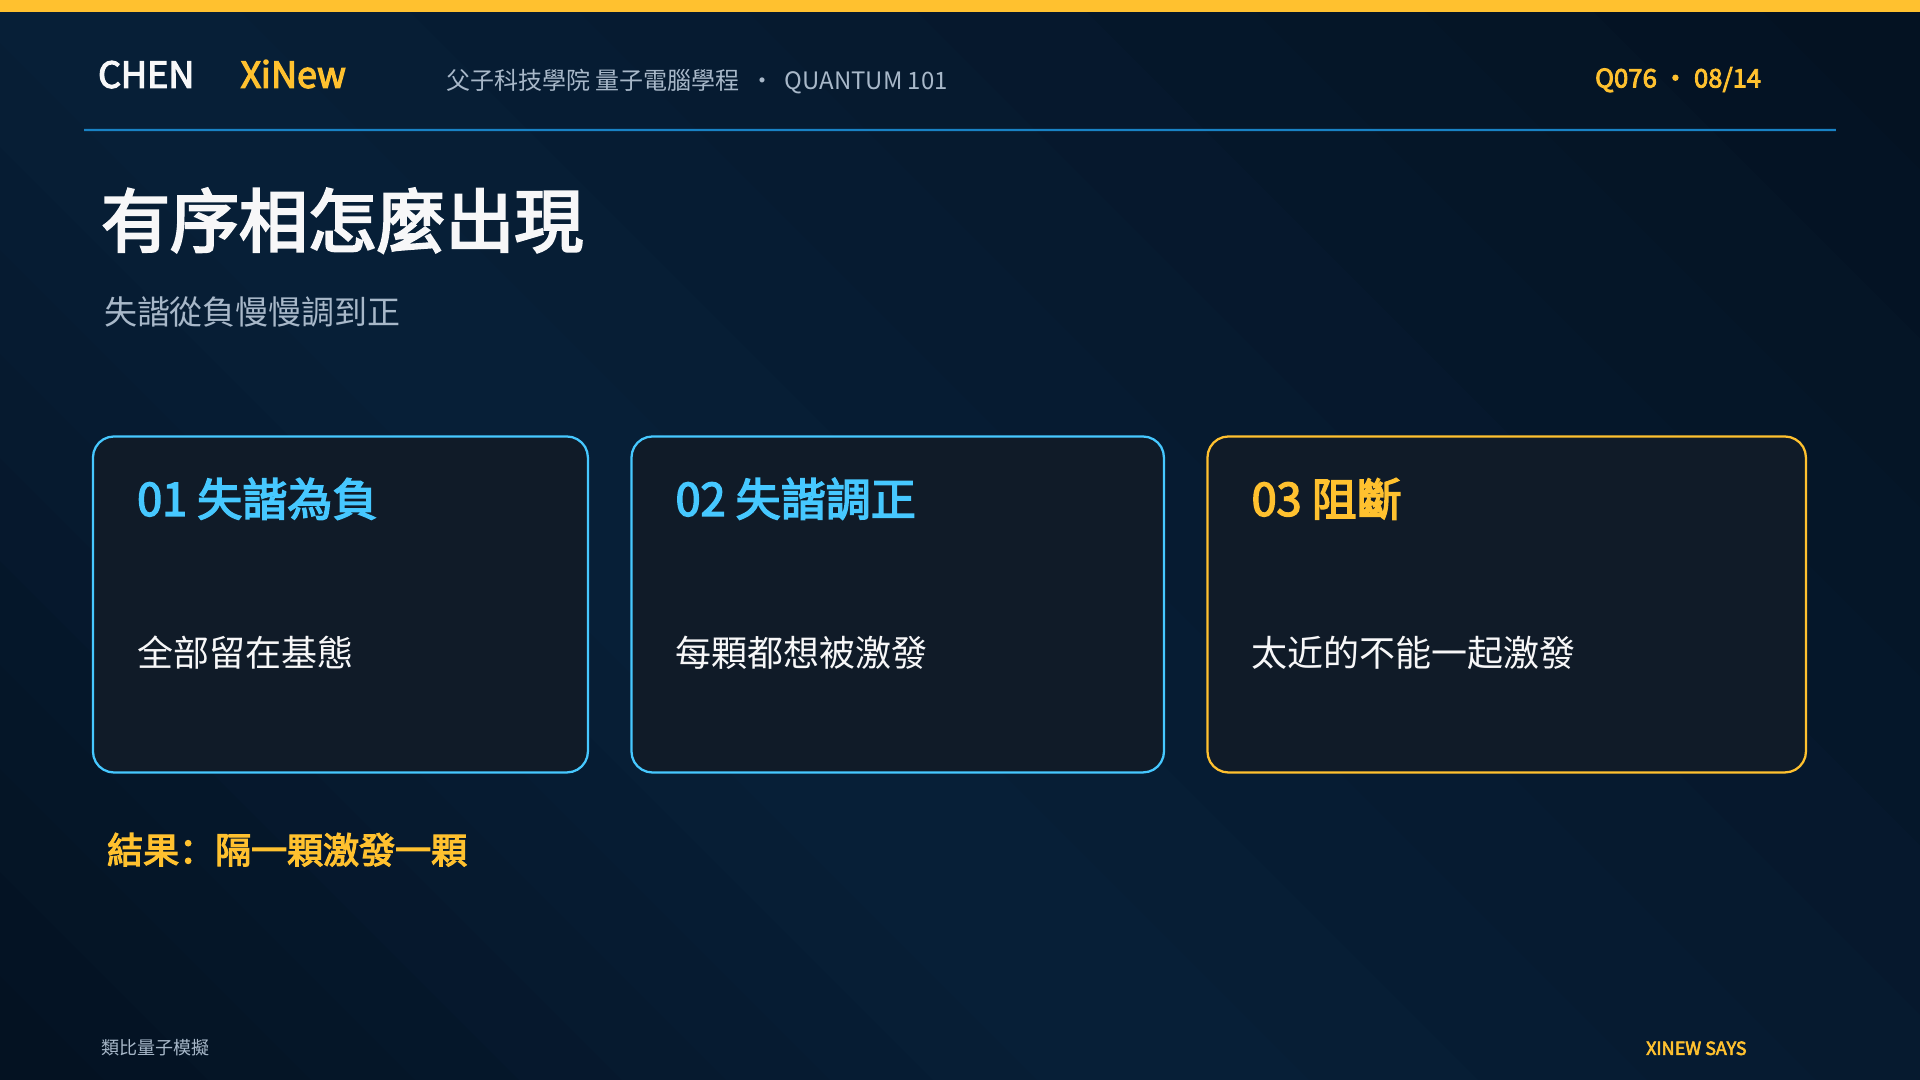 CHEN XiNew 父子科技學院 量子電腦學程 • QUANTUM 101 Q076 • 08/14
有序相怎麼出現
失諧從負慢慢調到正
01 失諧為負
全部留在基態
02 失諧調正
每顆都想被激發
03 阻斷
太近的不能一起激發
結果：隔一顆激發一顆
類比量子模擬
XINEW SAYS